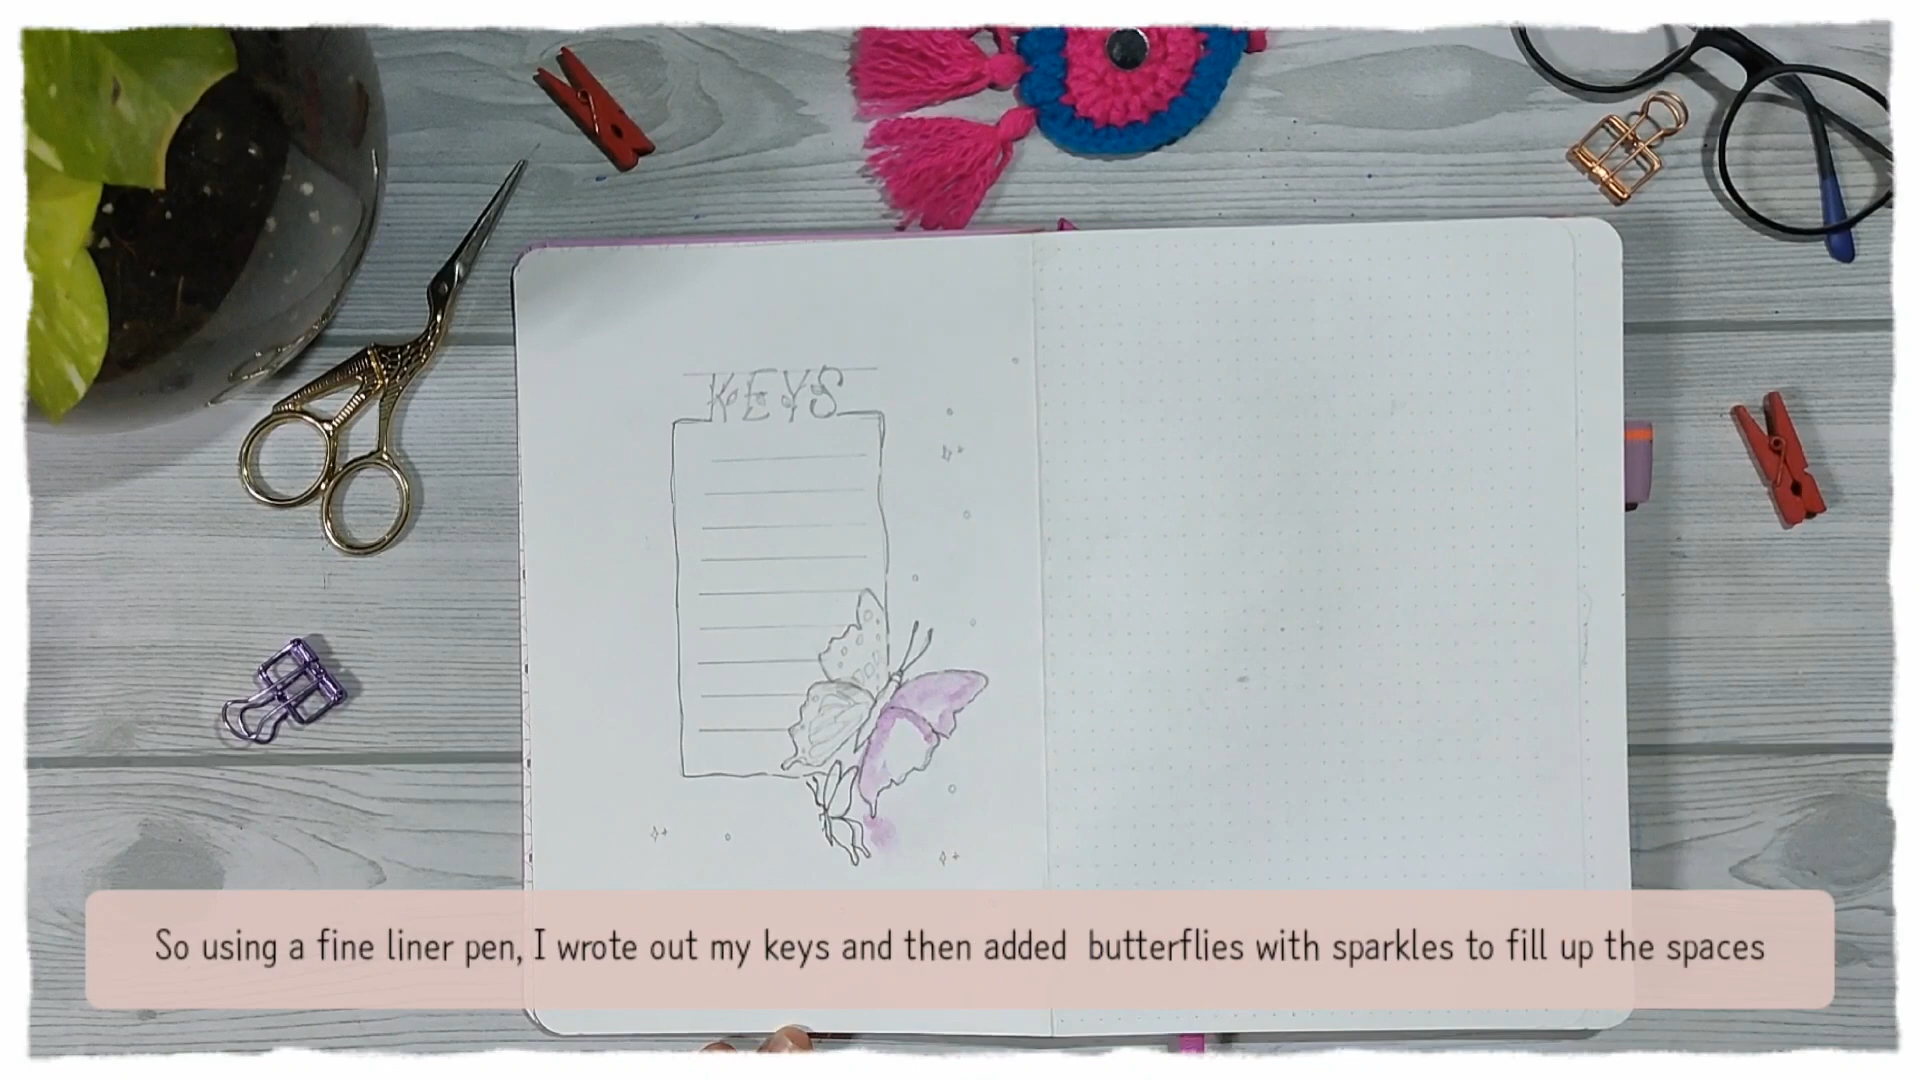 KEYS
So using a fine liner pen, I wrote out my keys and then added  butterflies with sparkles to fill up the spaces